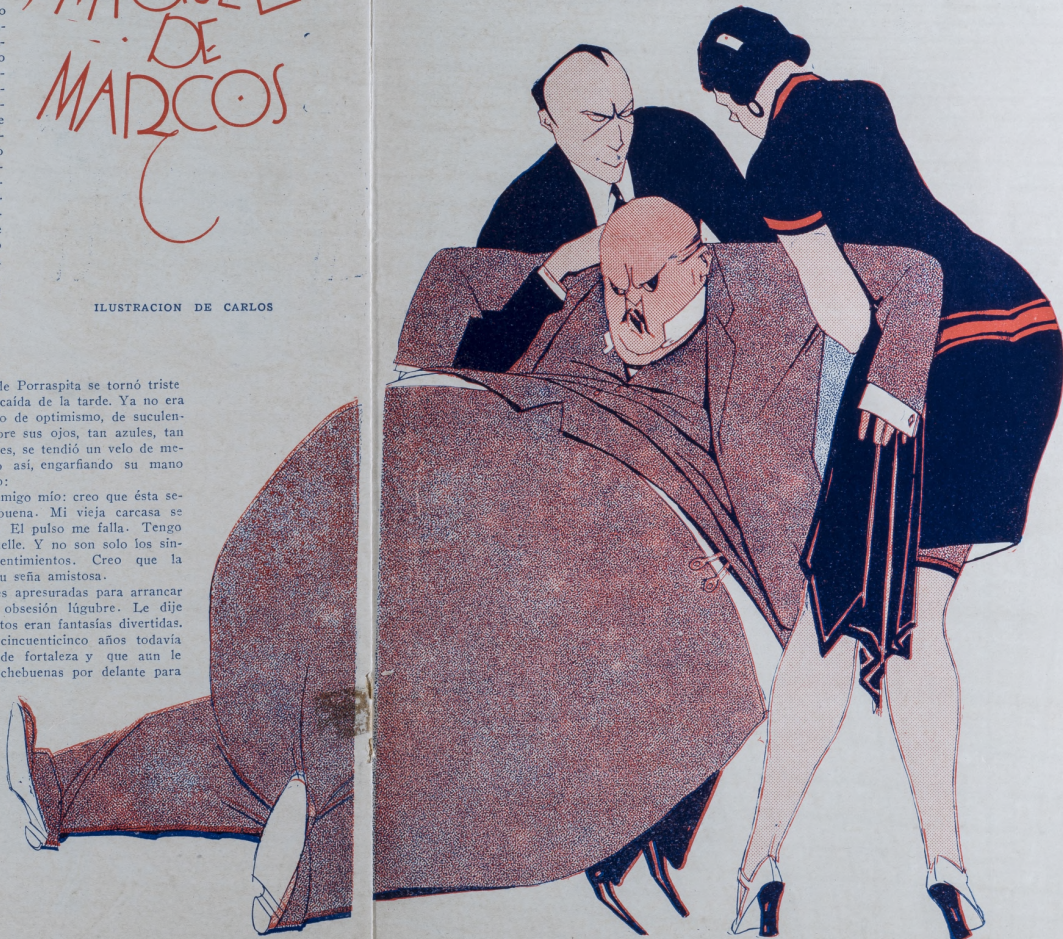 DE
MARCOS
ILUSTRACION DE CARLOS
de Porraspita se tornó triste
caída de la tarde. Ya no era
o de optimismo, de suculen-
bre sus ojos, tan azules, tan
es, se tendió un velo de me-
o así, engarfiando su mano
o:
migo mío: creo que ésta se-
buena. Mi vieja carcasa se
El pulso me falla. Tengo
elle. Y no son solo los sin-
entimientos. Creo que la
u seña amistosa.
es apresuradas para arrancar
obsesión lúgubre. Le dije
tos eran fantasías divertidas.
cincuenticinco años todavía
de fortaleza y que aun le
chebuenas por delante para